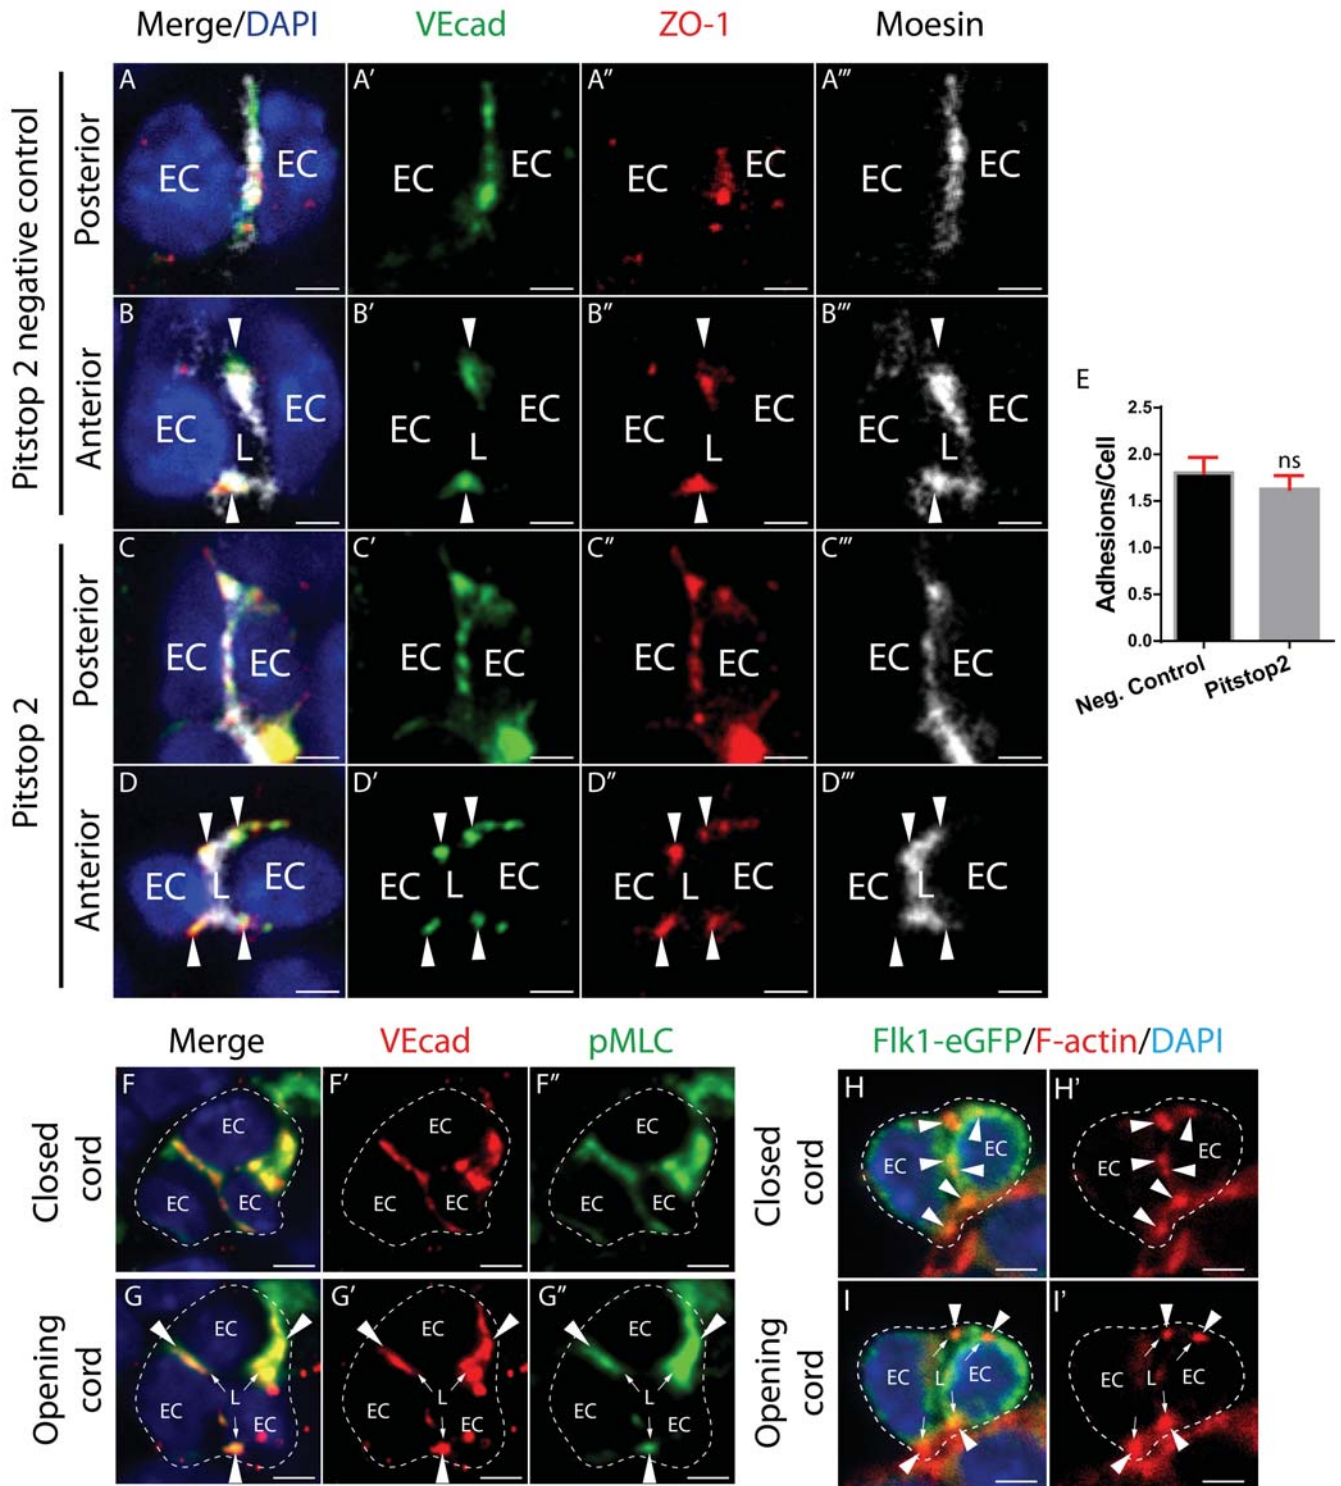 Merge/DAPI VEcad ZO-1 Moesin
Pitstop 2 negative control
Posterior
A A' A'' A'''
EC EC EC EC EC EC EC EC
Anterior
B B' B'' B'''
EC EC EC EC EC EC EC EC
L L L L
Pitstop 2
Posterior
C C' C'' C'''
EC EC EC EC EC EC EC EC
Anterior
D D' D'' D'''
EC L EC EC L EC EC L EC EC L EC
E
2.5
2.0
1.5
1.0
0.5
0.0
Adhesions/Cell
ns
Neg. Control
Pitstop2
Merge VEcad pMLC
Closed cord
F F' F''
EC EC EC
EC EC EC EC EC EC
Opening cord
G G' G''
EC EC EC
L L L
EC EC EC EC EC EC
Flk1-eGFP/F-actin/DAPI
Closed cord
H H'
EC EC EC EC
Opening cord
I I'
EC L EC EC L EC